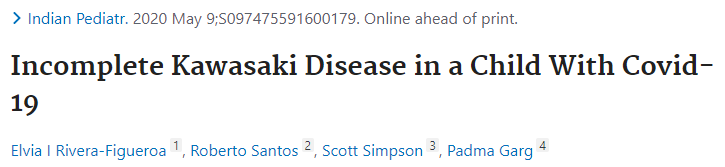 > Indian Pediatr. 2020 May 9;S097475591600179. Online ahead of print.
Incomplete Kawasaki Disease in a Child With Covid-
19
Elvia I Rivera-Figueroa 1, Roberto Santos 2, Scott Simpson 3, Padma Garg 4